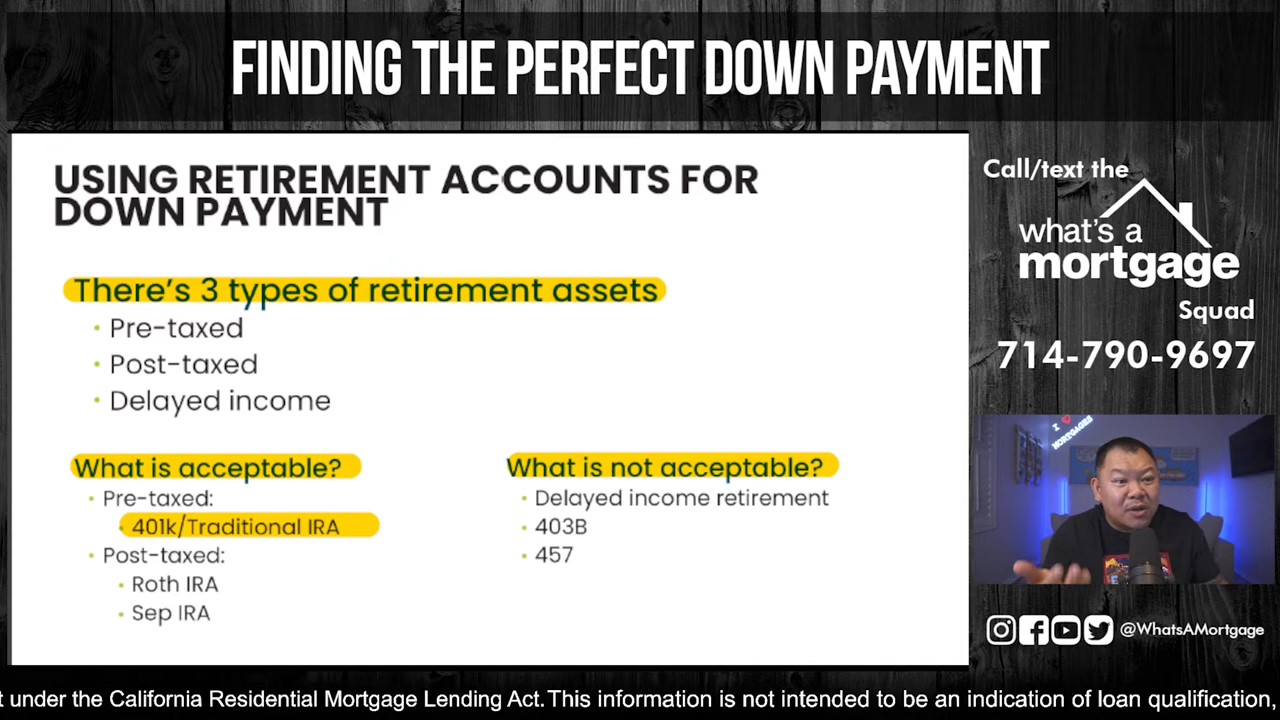 FINDING THE PERFECT DOWN PAYMENT
USING RETIREMENT ACCOUNTS FOR
DOWN PAYMENT
There's 3 types of retirement assets
• Pre-taxed
• Post-taxed
• Delayed income
What is acceptable?
• Pre-taxed:
• 401k/Traditional IRA
• Post-taxed:
• Roth IRA
• Sep IRA
What is not acceptable?
• Delayed income retirement
• 403B
• 457
Call/text the
what's a
mortgage
Squad
714-790-9697
I
MORTGAGES
@WhatsAMortgage
t under the California Residential Mortgage Lending Act. This information is not intended to be an indication of loan qualification,